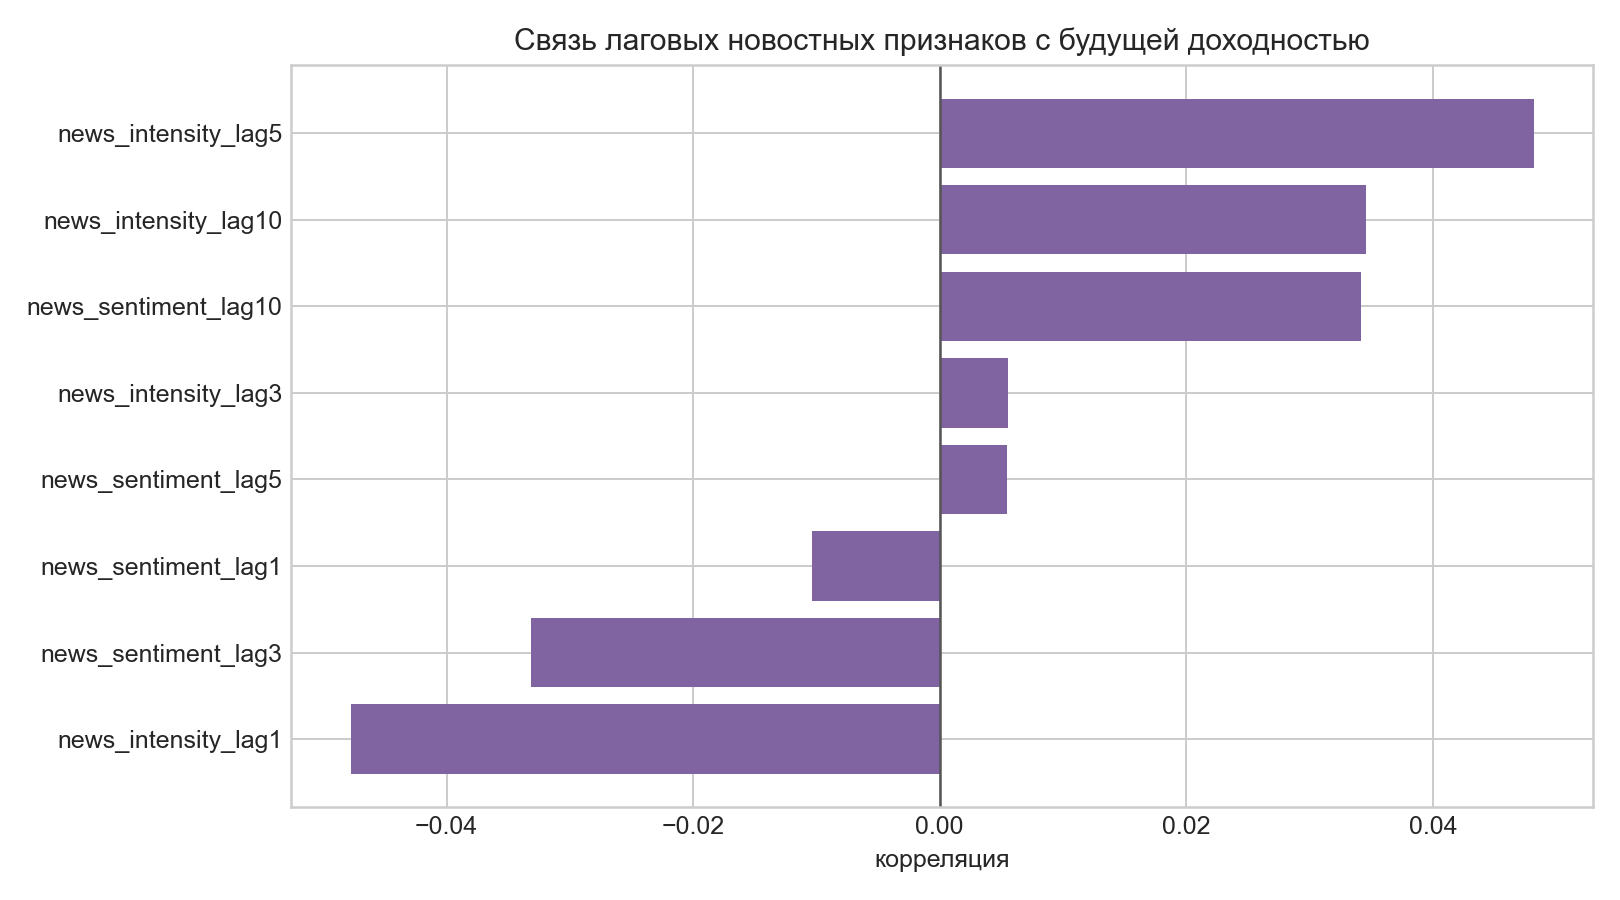 Связь лаговых новостных признаков с будущей доходностью
news_intensity_lag5
news_intensity_lag10
news_sentiment_lag10
news_intensity_lag3
news_sentiment_lag5
news_sentiment_lag1
news_sentiment_lag3
news_intensity_lag1
−0.04 −0.02 0.00 0.02 0.04
корреляция